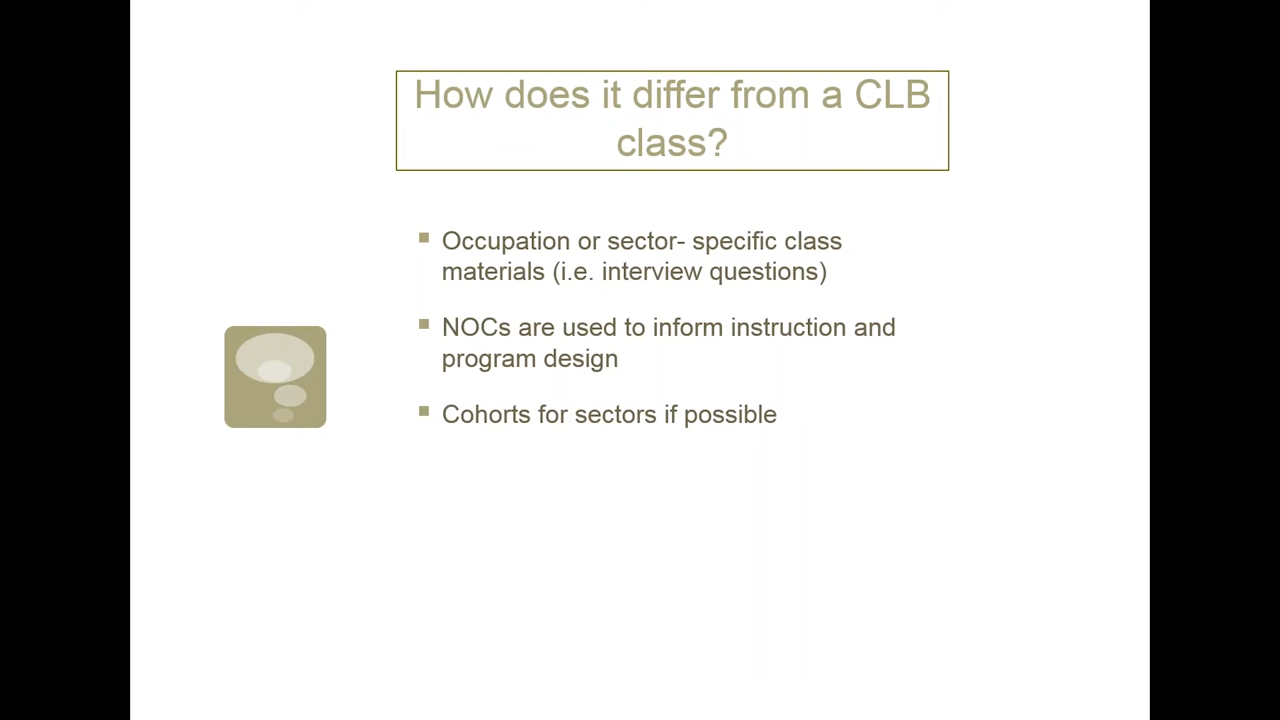 How does it differ from a CLB
class?
Occupation or sector- specific class
materials (i.e. interview questions)
NOCs are used to inform instruction and
program design
Cohorts for sectors if possible